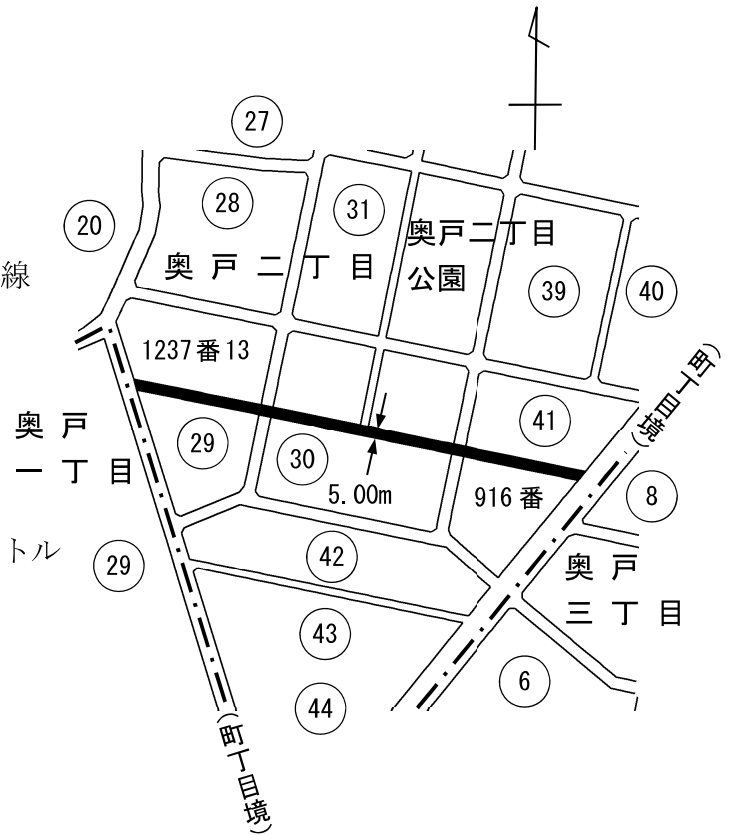 27
28
31
20
奥戸二丁目
奥戸二丁目
公園
線
39
40
1237番13
(町丁目境)
奥戸
一丁目
29
30
41
5.00m
916番
8
トル
29
42
奥戸
三丁目
43
6
44
(町丁目境)